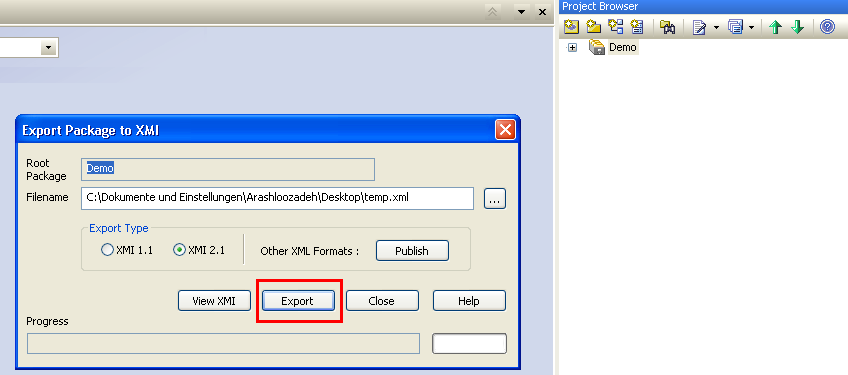 Project Browser
Demo
Export Package to XMI
Root
Package
Demo
Filename
C:\Dokumente und Einstellungen\Arashloozadeh\Desktop\temp.xml
...
Export Type
XMI 1.1
XMI 2.1
Other XML Formats :
Publish
View XMI
Export
Close
Help
Progress